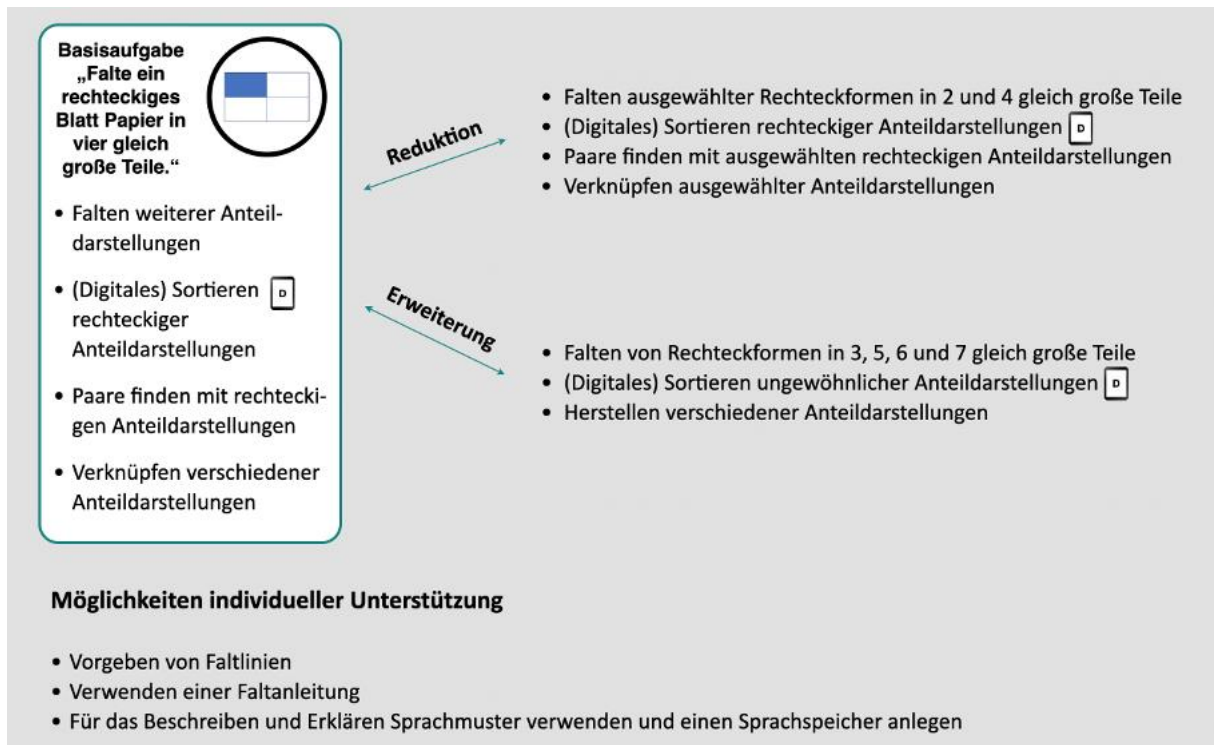 Basisaufgabe
„Falte ein
rechteckiges
Blatt Papier in
vier gleich
große Teile.“
• Falten weiterer Anteil-
darstellungen
• (Digitales) Sortieren D
rechteckiger
Anteildarstellungen
• Paare finden mit rechtecki-
gen Anteildarstellungen
• Verknüpfen verschiedener
Anteildarstellungen
Reduktion
• Falten ausgewählter Rechteckformen in 2 und 4 gleich große Teile
• (Digitales) Sortieren rechteckiger Anteildarstellungen D
• Paare finden mit ausgewählten rechteckigen Anteildarstellungen
• Verknüpfen ausgewählter Anteildarstellungen
Erweiterung
• Falten von Rechteckformen in 3, 5, 6 und 7 gleich große Teile
• (Digitales) Sortieren ungewöhnlicher Anteildarstellungen D
• Herstellen verschiedener Anteildarstellungen
Möglichkeiten individueller Unterstützung
• Vorgeben von Faltlinien
• Verwenden einer Faltanleitung
• Für das Beschreiben und Erklären Sprachmuster verwenden und einen Sprachspeicher anlegen